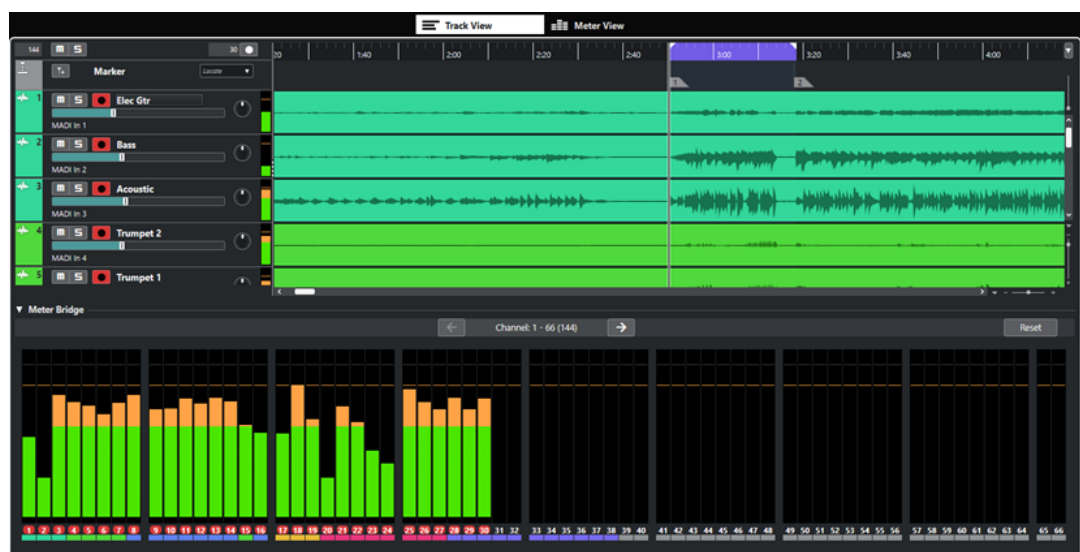 Track View Meter View
144 m S 30
20 1:40 2:00 2:20 2:40 3:00 3:20 3:40 4:00
Marker Locate
1 2
1 m S Elec Gtr
MADI In 1
2 m S Bass
MADI In 2
3 m S Acoustic
MADI In 3
4 m S Trumpet 2
MADI In 4
5 m S Trumpet 1
Meter Bridge
Channel: 1 - 66 (144) Reset
1 2 3 4 5 6 7 8 9 10 11 12 13 14 15 16 17 18 19 20 21 22 23 24 25 26 27 28 29 30 31 32 33 34 35 36 37 38 39 40 41 42 43 44 45 46 47 48 49 50 51 52 53 54 55 56 57 58 59 60 61 62 63 64 65 66